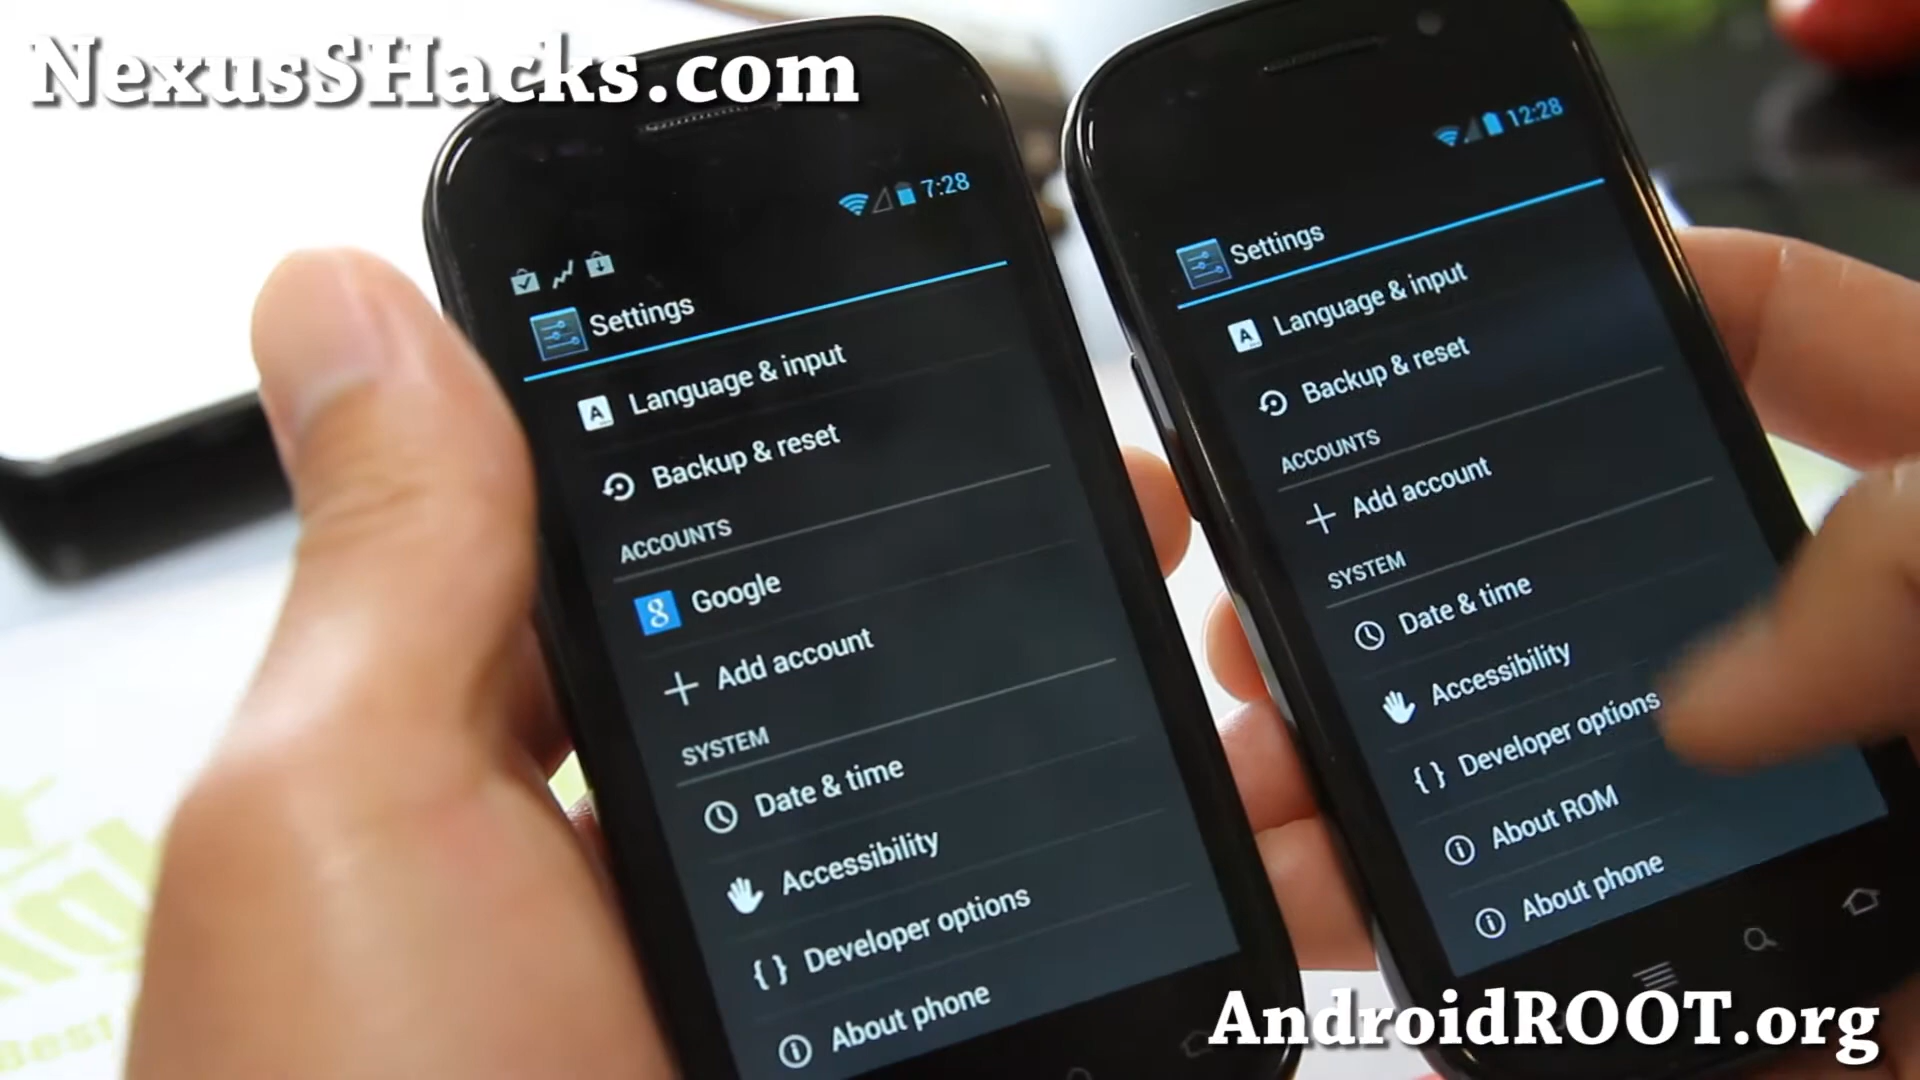 NexusSHacks.com
7:28
Settings
Language & input
Backup & reset
ACCOUNTS
Google
Add account
SYSTEM
Date & time
Accessibility
Developer options
About phone
12:28
Settings
Language & input
Backup & reset
ACCOUNTS
Add account
SYSTEM
Date & time
Accessibility
Developer options
About ROM
About phone
AndroidROOT.org